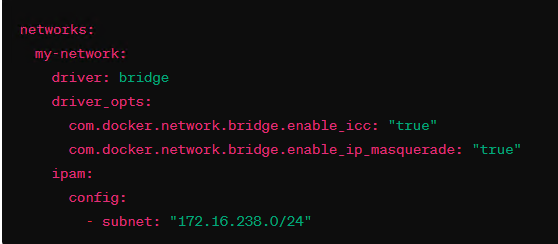 networks:
  my-network:
    driver: bridge
    driver_opts:
      com.docker.network.bridge.enable_icc: "true"
      com.docker.network.bridge.enable_ip_masquerade: "true"
    ipam:
      config:
        - subnet: "172.16.238.0/24"